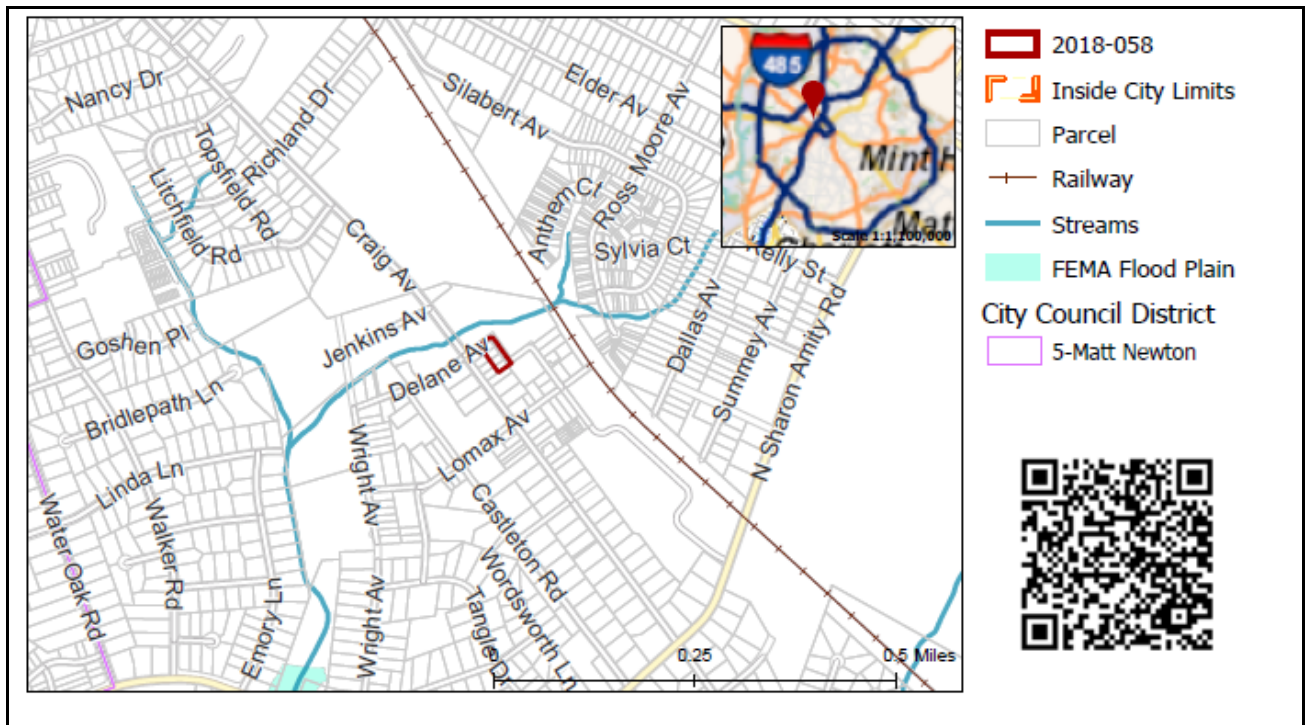 Nancy Dr
Topsfield Rd
Richland Dr
Litchfield Rd
Silabert Av
Elder Av
Ross Moore Av
Anthem Ct
Sylvia Ct
Kelly St
Craig Av
Jenkins Av
Delane Av
Goshen Pl
Bridlepath Ln
Linda Ln
Walker Rd
Water Oak Rd
Emory Ln
Wright Av
Wright Av
Lomax Av
Castleton Rd
Wordsworth Ln
Tangle Dr
Dallas Av
Summey Av
N Sharon Amity Rd
0
0.25
0.5 Miles
485
Mint H
Mat
Scale 1:1,100,000
2018-058
Inside City Limits
Parcel
Railway
Streams
FEMA Flood Plain
City Council District
5-Matt Newton